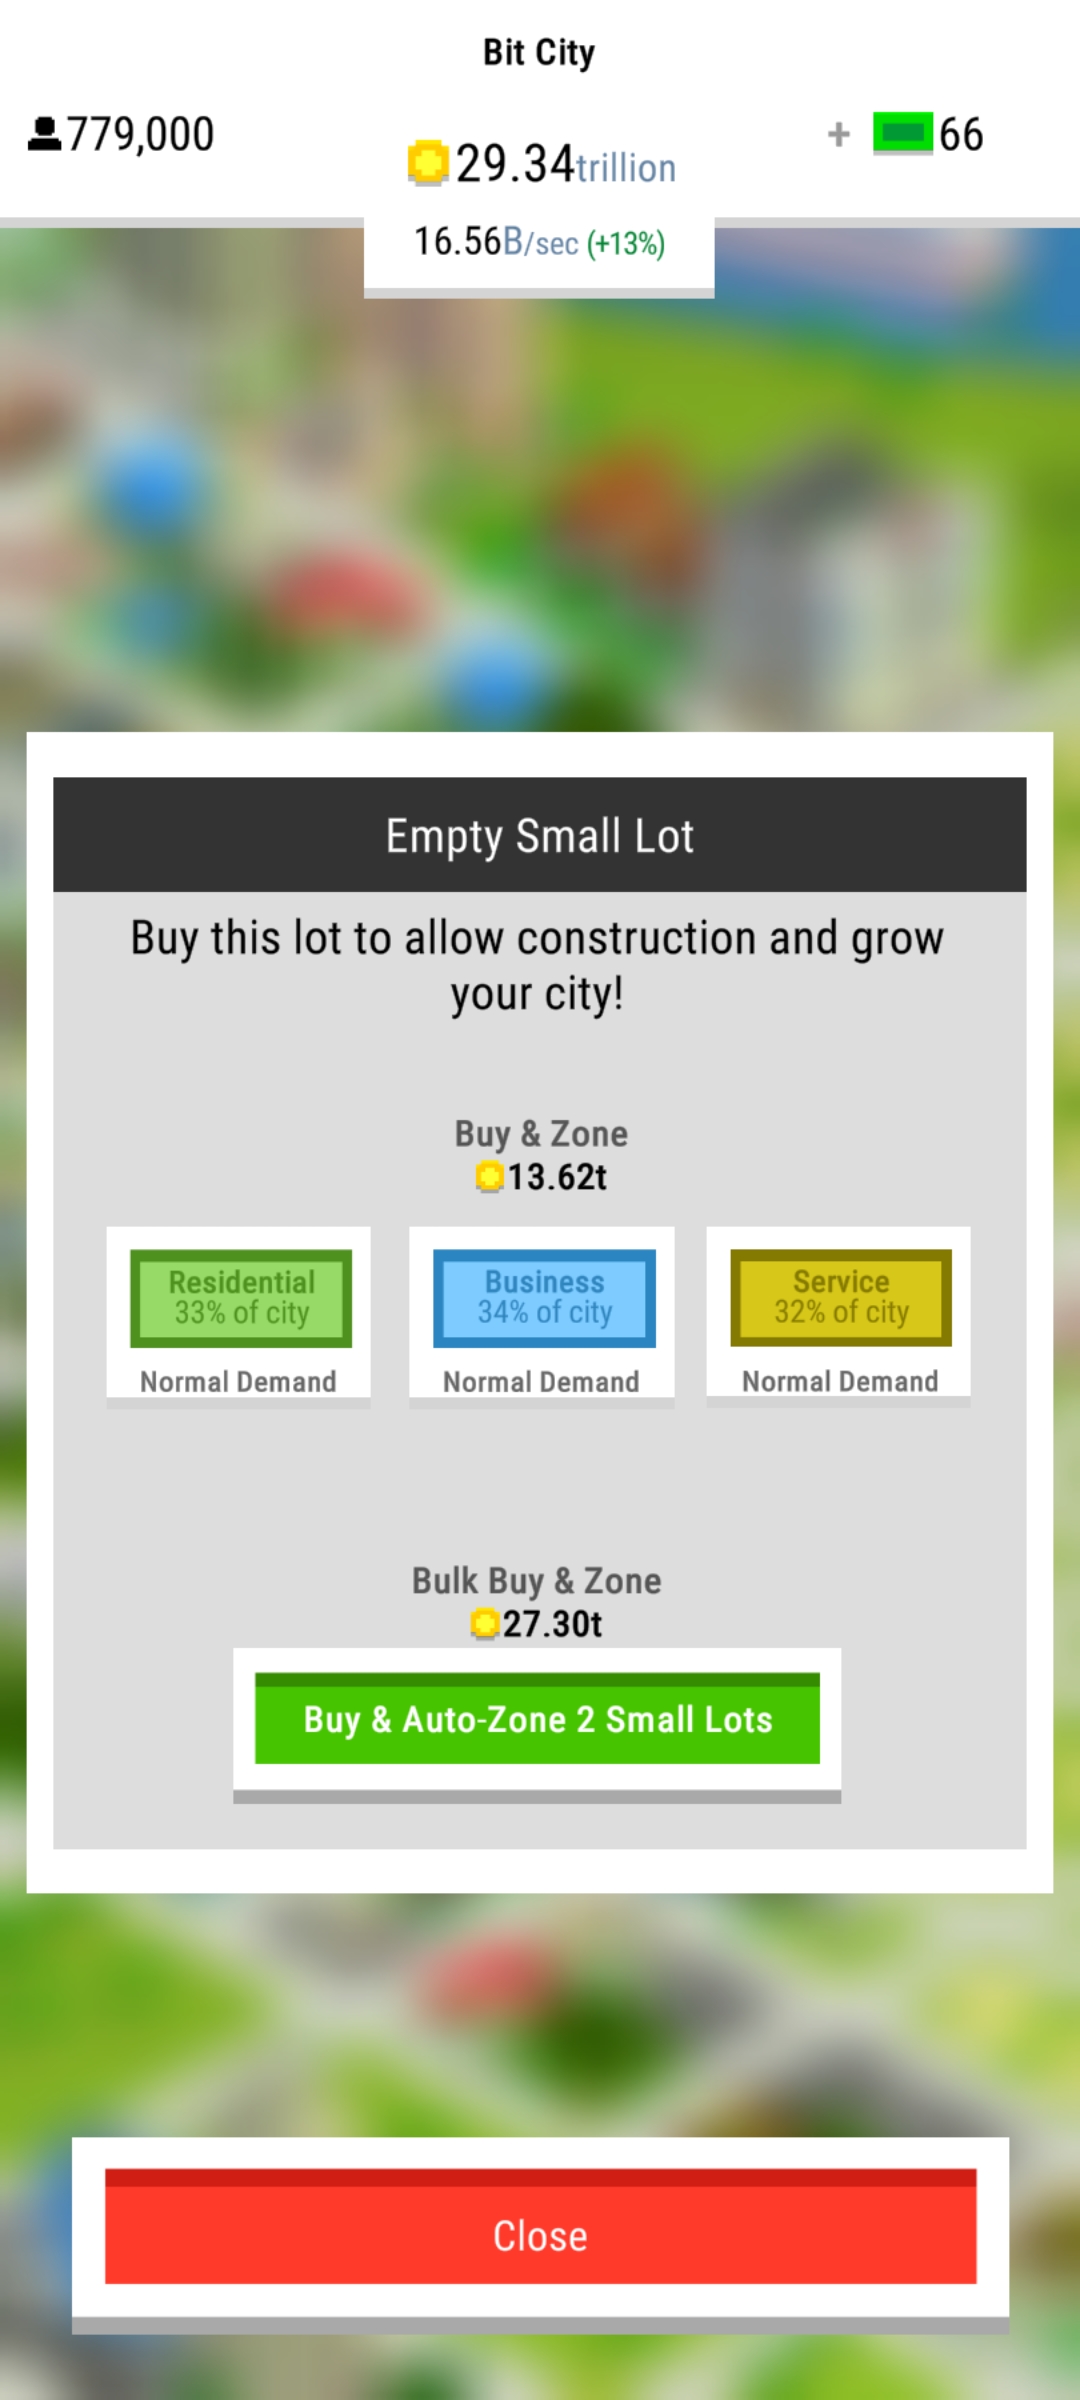 Bit City
779,000
29.34trillion
+ 66
16.56B/sec (+13%)
Empty Small Lot
Buy this lot to allow construction and grow
your city!
Buy & Zone
13.62t
Residential
33% of city
Normal Demand
Business
34% of city
Normal Demand
Service
32% of city
Normal Demand
Bulk Buy & Zone
27.30t
Buy & Auto-Zone 2 Small Lots
Close